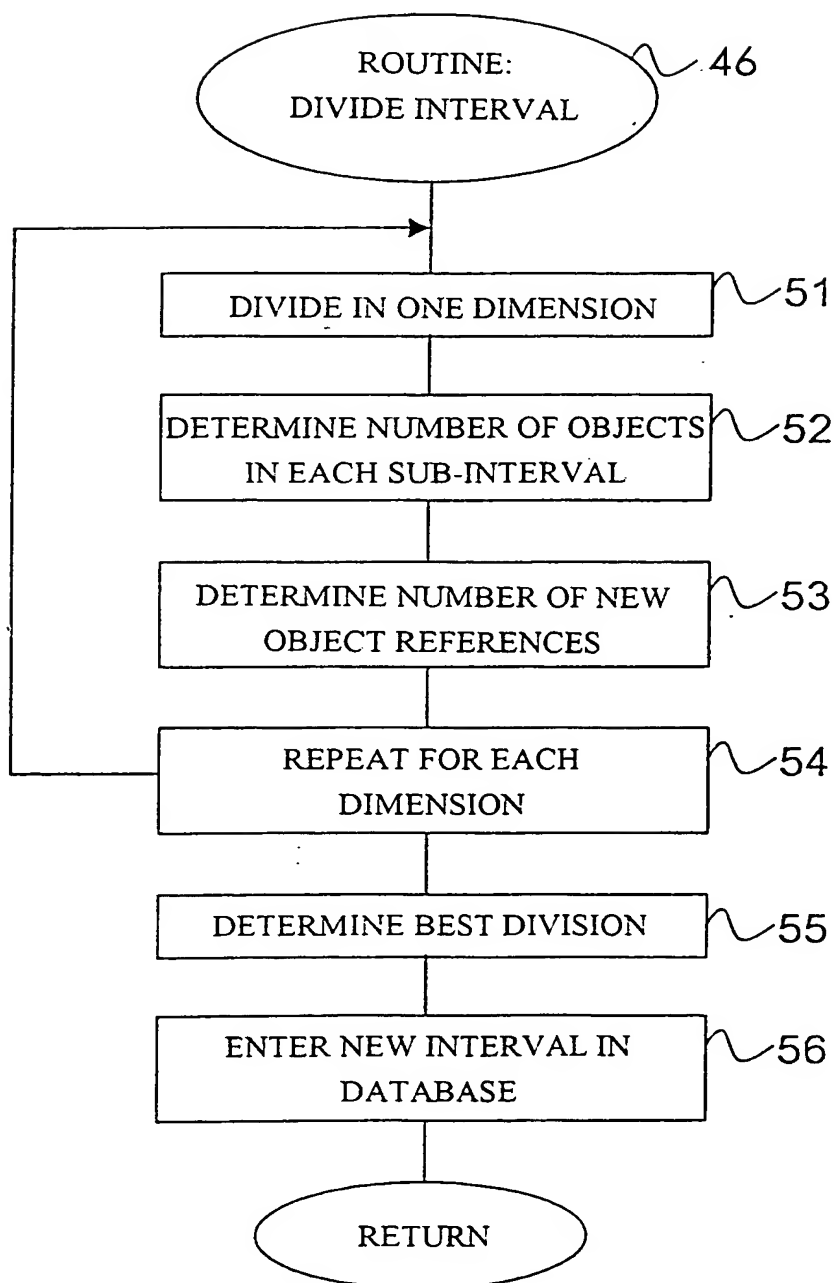 ROUTINE:
DIVIDE INTERVAL
46
DIVIDE IN ONE DIMENSION
51
DETERMINE NUMBER OF OBJECTS
IN EACH SUB-INTERVAL
52
DETERMINE NUMBER OF NEW
OBJECT REFERENCES
53
REPEAT FOR EACH
DIMENSION
54
DETERMINE BEST DIVISION
55
ENTER NEW INTERVAL IN
DATABASE
56
RETURN